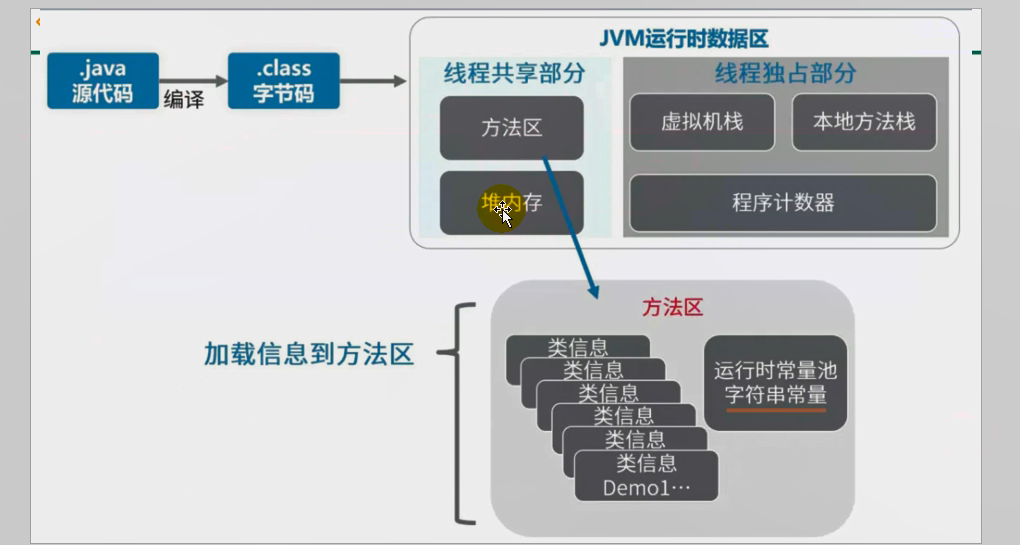 JVM运行时数据区
.java
源代码
编译
.class
字节码
线程共享部分
线程独占部分
方法区
虚拟机栈
本地方法栈
堆内存
程序计数器
方法区
加载信息到方法区
类信息
类信息
类信息
类信息
类信息
类信息
Demo1…
运行时常量池
字符串常量